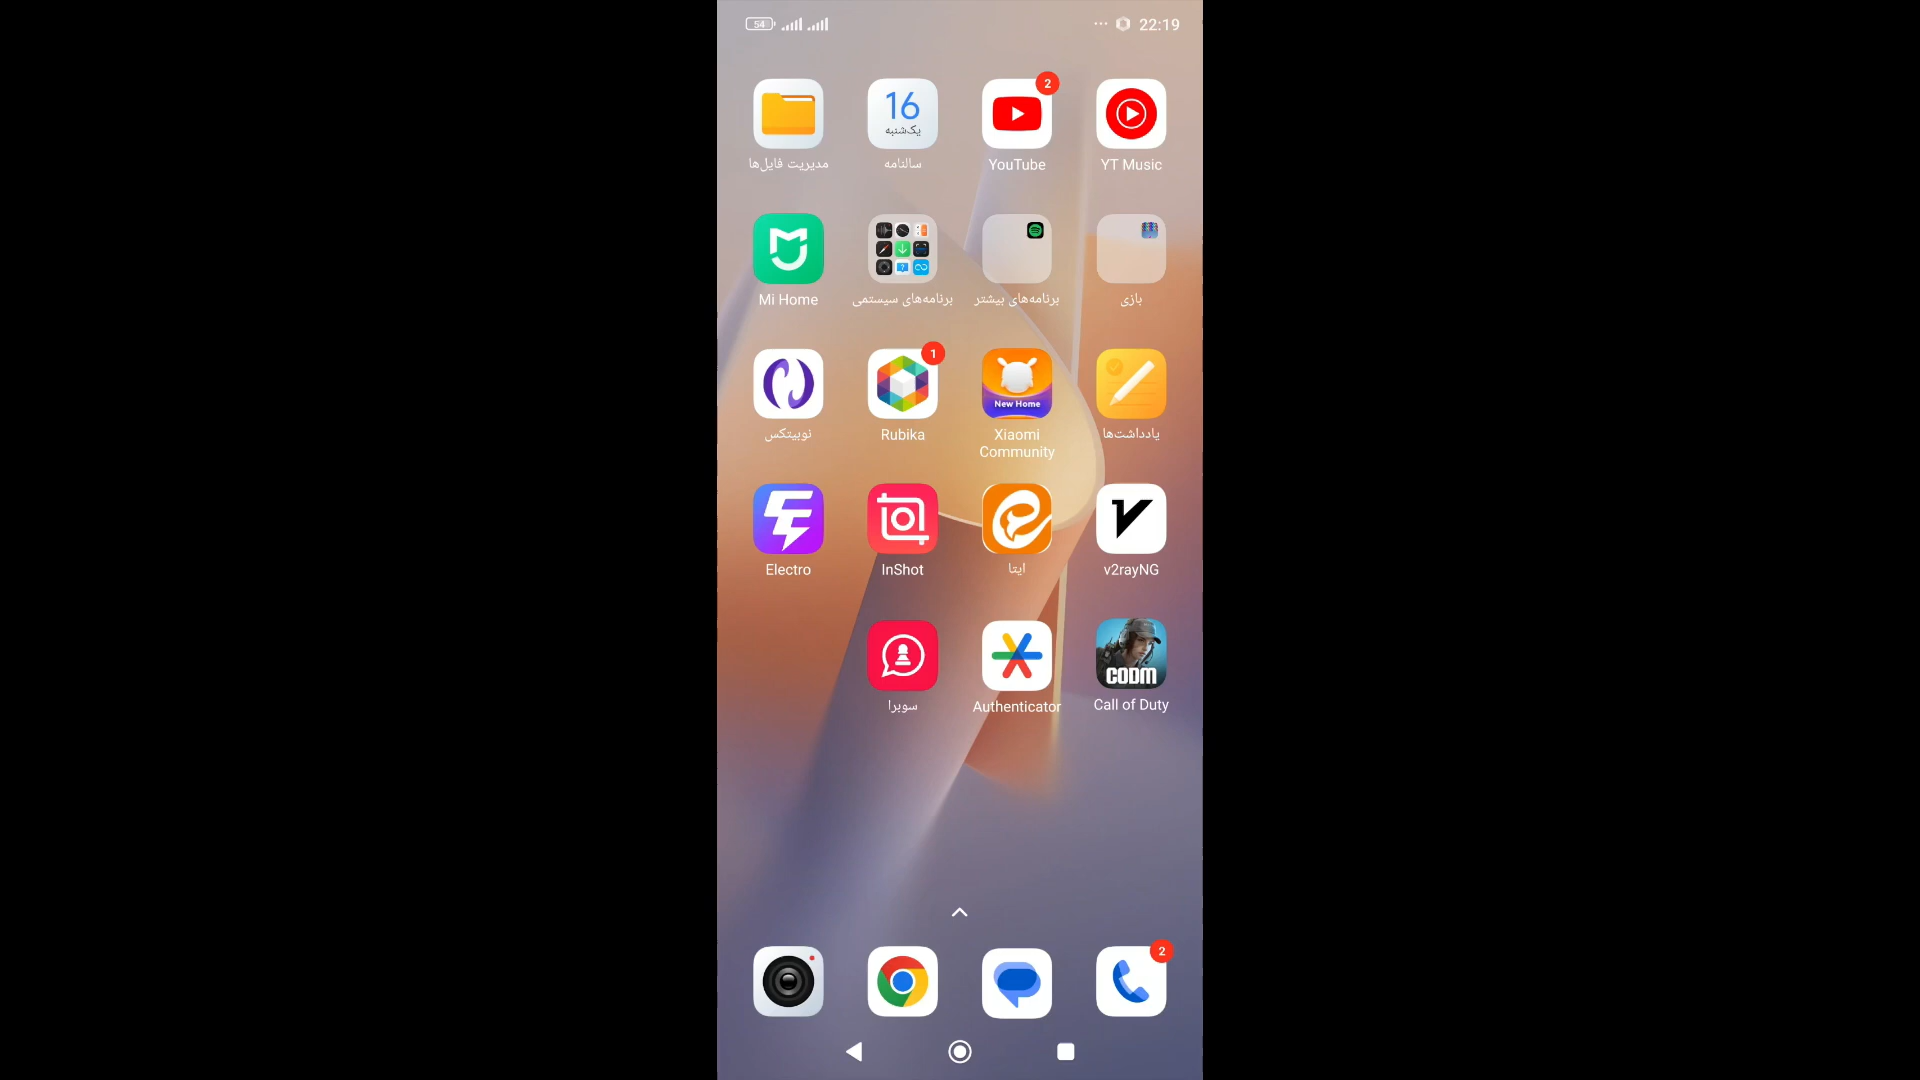 54
22:19
16
یک‌شنبه
2
مدیریت فایل‌ها
سالنامه
YouTube
YT Music
Mi Home
برنامه‌های سیستمی
برنامه‌های بیشتر
بازی
1
New Home
نوبیتکس
Rubika
Xiaomi
Community
یادداشت‌ها
Electro
InShot
ایتا
v2rayNG
CODM
سوبرا
Authenticator
Call of Duty
2